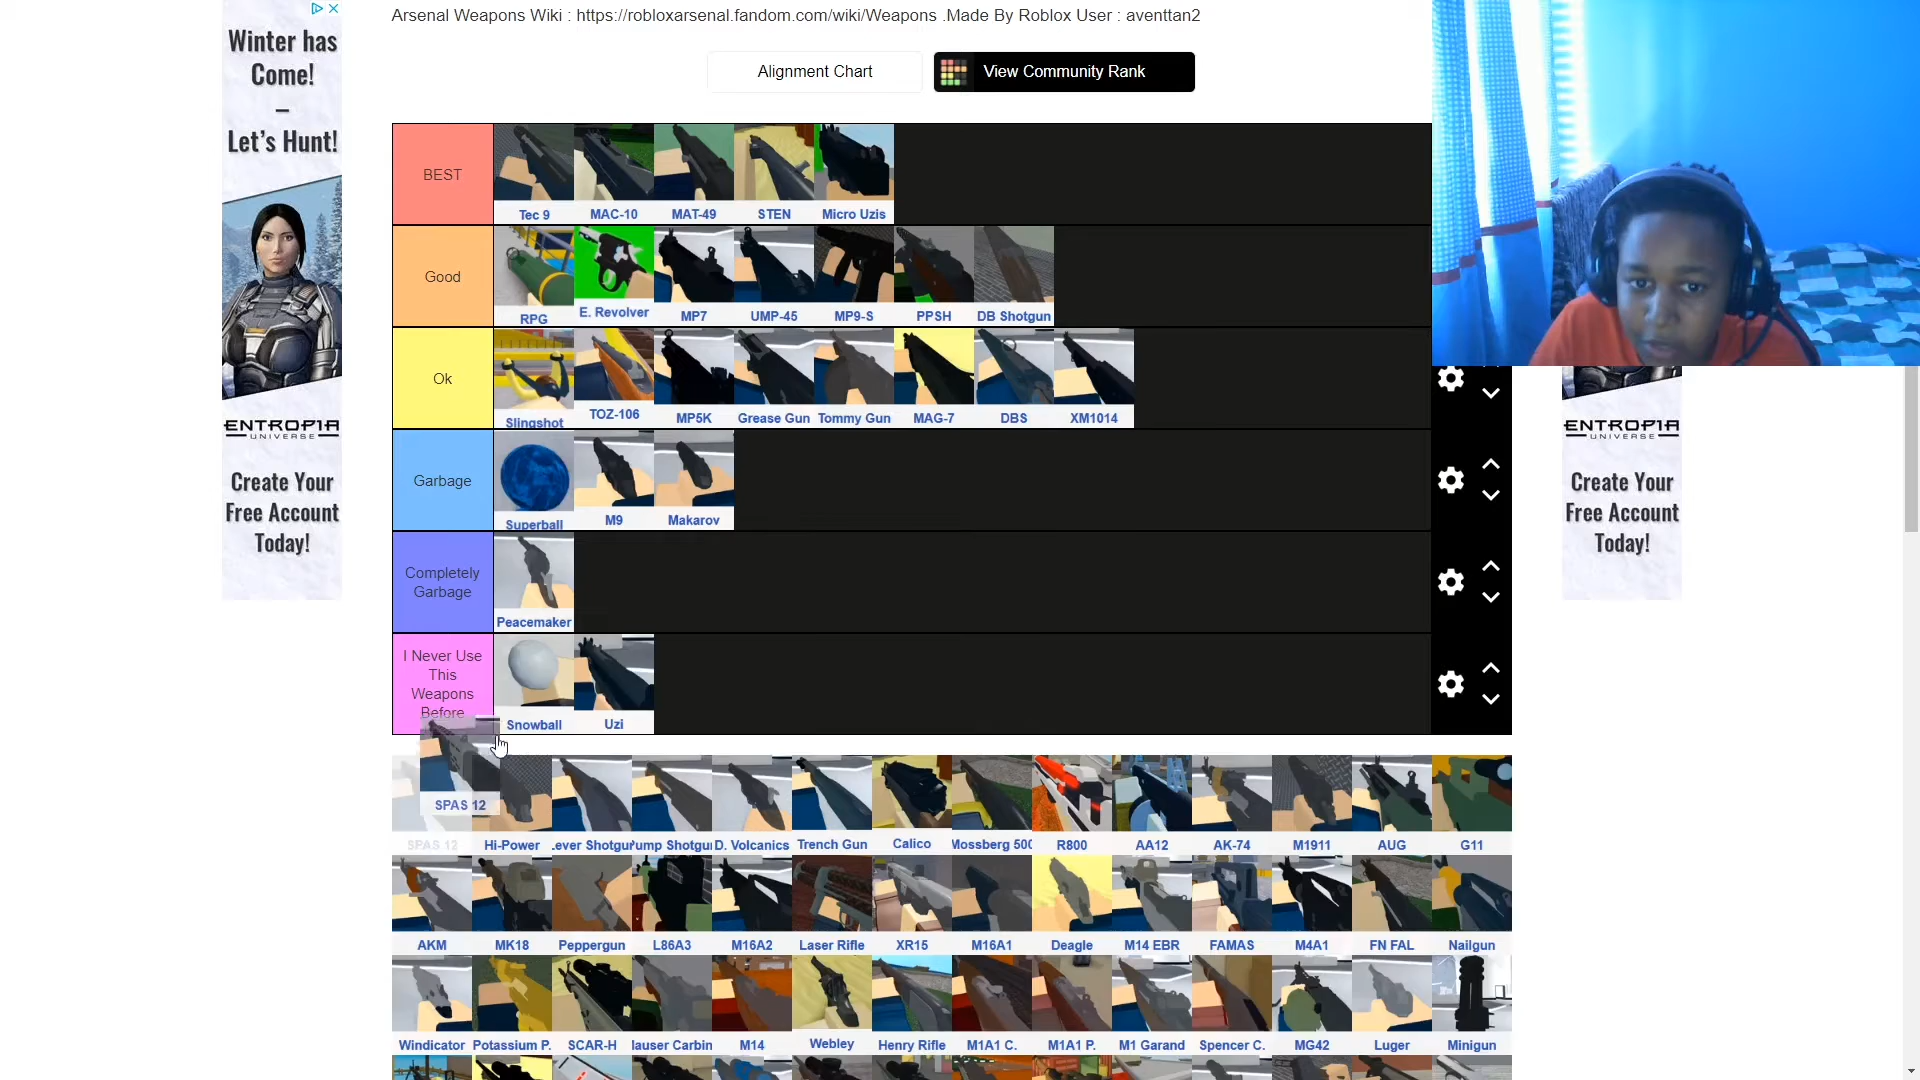 Arsenal Weapons Wiki : https://robloxarsenal.fandom.com/wiki/Weapons .Made By Roblox User : aventtan2
Winter has
Come!
–
Let's Hunt!
ENTROPIA
UNIVERSE
Create Your
Free Account
Today!
Alignment Chart
View Community Rank
BEST
Tec 9 MAC-10 MAT-49 STEN Micro Uzis
Good
RPG E. Revolver MP7 UMP-45 MP9-S PPSH DB Shotgun
Ok
Slingshot TOZ-106 MP5K Grease Gun Tommy Gun MAG-7 DBS XM1014
Garbage
Superball M9 Makarov
Completely
Garbage
Peacemaker
I Never Use
This
Weapons
Before
Snowball Uzi
SPAS 12
SPAS 12 Hi-Power ever Shotgu ump Shotgu D. Volcanics Trench Gun Calico Mossberg 500 R800 AA12 AK-74 M1911 AUG G11
AKM MK18 Peppergun L86A3 M16A2 Laser Rifle XR15 M16A1 Deagle M14 EBR FAMAS M4A1 FN FAL Nailgun
Windicator Potassium P. SCAR-H auser Carbin M14 Webley Henry Rifle M1A1 C. M1A1 P. M1 Garand Spencer C. MG42 Luger Minigun
ENTROPIA
UNIVERSE
Create Your
Free Account
Today!